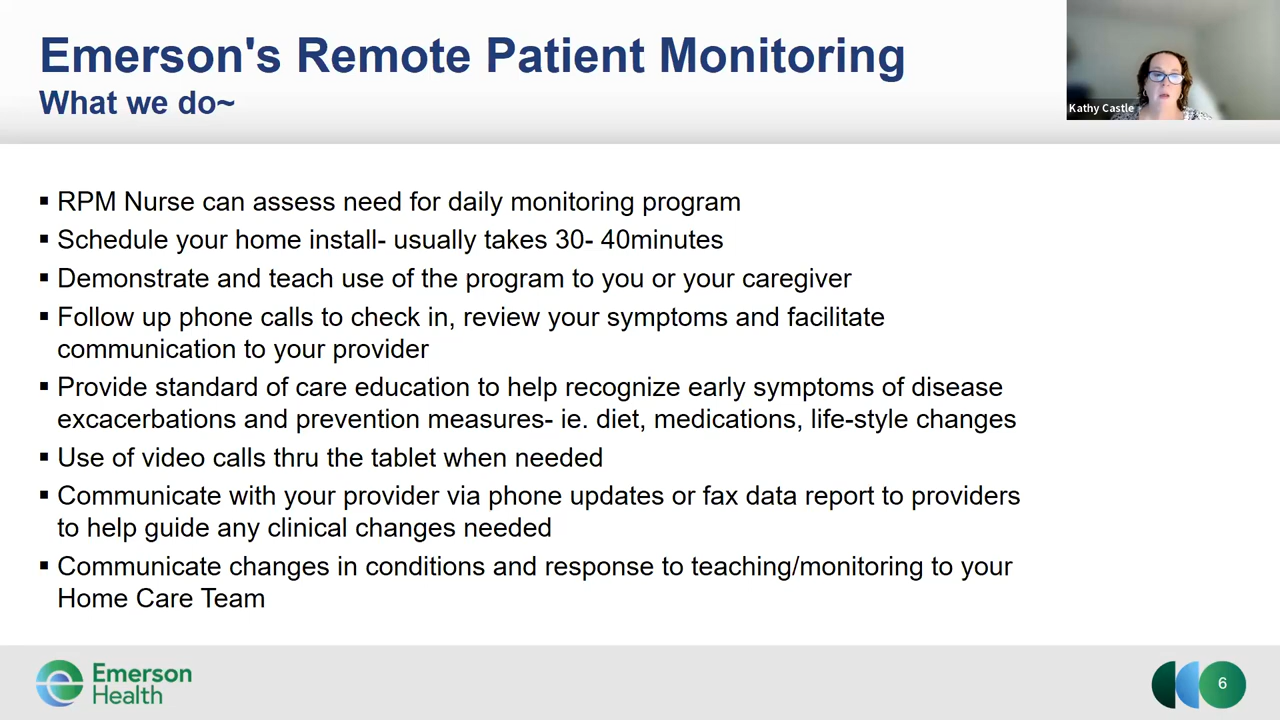 Emerson's Remote Patient Monitoring
What we do~
Kathy Castle
▪ RPM Nurse can assess need for daily monitoring program
▪ Schedule your home install- usually takes 30- 40minutes
▪ Demonstrate and teach use of the program to you or your caregiver
▪ Follow up phone calls to check in, review your symptoms and facilitate
communication to your provider
▪ Provide standard of care education to help recognize early symptoms of disease
excacerbations and prevention measures- ie. diet, medications, life-style changes
▪ Use of video calls thru the tablet when needed
▪ Communicate with your provider via phone updates or fax data report to providers
to help guide any clinical changes needed
▪ Communicate changes in conditions and response to teaching/monitoring to your
Home Care Team
Emerson
Health
6